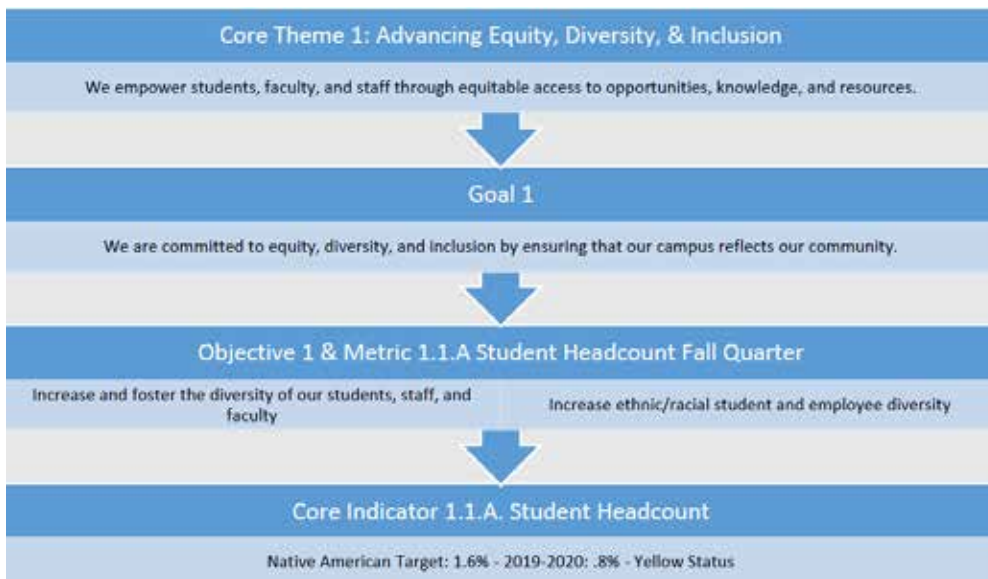 Core Theme 1: Advancing Equity, Diversity, & Inclusion
We empower students, faculty, and staff through equitable access to opportunities, knowledge, and resources.
Goal 1
We are committed to equity, diversity, and inclusion by ensuring that our campus reflects our community.
Objective 1 & Metric 1.1.A Student Headcount Fall Quarter
Increase and foster the diversity of our students, staff, and
faculty
Increase ethnic/racial student and employee diversity
Core Indicator 1.1.A. Student Headcount
Native American Target: 1.6% - 2019-2020: .8% - Yellow Status